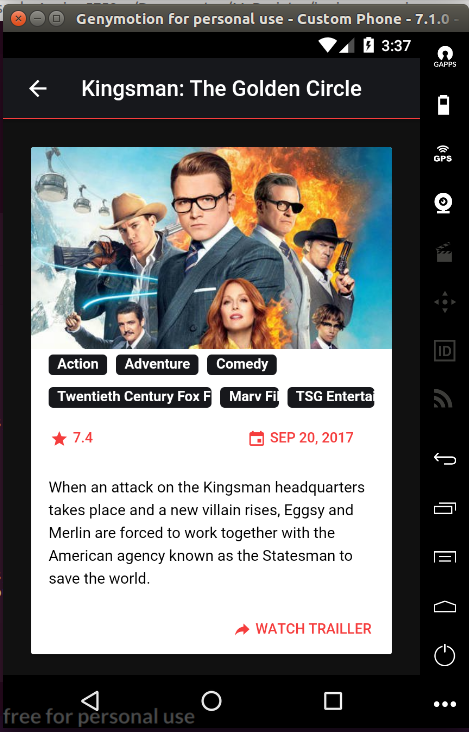 Genymotion for personal use - Custom Phone - 7.1.0 -
3:37
GAPPS
Kingsman: The Golden Circle
GPS
Action Adventure Comedy
Twentieth Century Fox F Marv Fil TSG Entertai
7.4 SEP 20, 2017
ID
When an attack on the Kingsman headquarters
takes place and a new villain rises, Eggsy and
Merlin are forced to work together with the
American agency known as the Statesman to
save the world.
WATCH TRAILLER
free for personal use